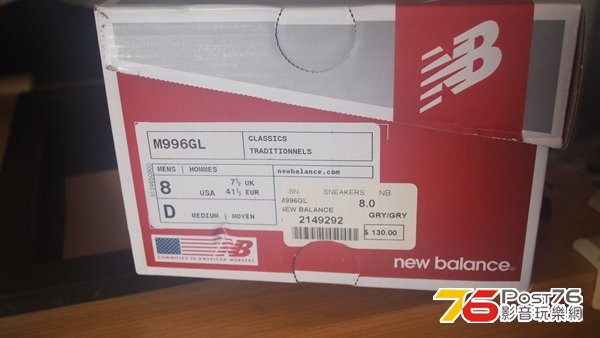 NB
M996GL
CLASSICS
TRADITIONNELS
MENS | HOMMES
newbalance.com
8 USA
7½ UK
41½ EUR
D MEDIUM | MOYEN
SN SNEAKERS NB
M996GL 8.0
NEW BALANCE GRY/GRY
2149292
$ 130.00
NB
COMMITTED TO AMERICAN WORKERS
new balance®
76 POST76
影音玩樂網